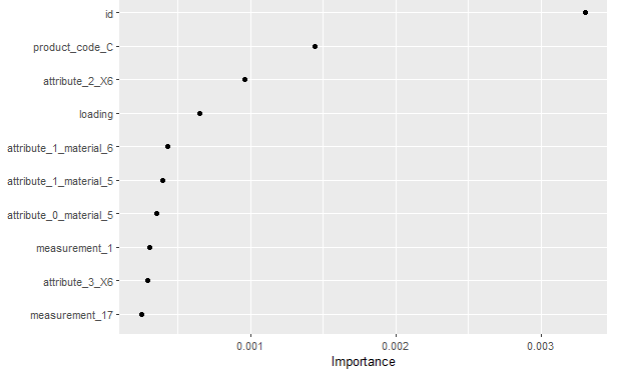 id
product_code_C
attribute_2_X6
loading
attribute_1_material_6
attribute_1_material_5
attribute_0_material_5
measurement_1
attribute_3_X6
measurement_17
0.001 0.002 0.003
Importance